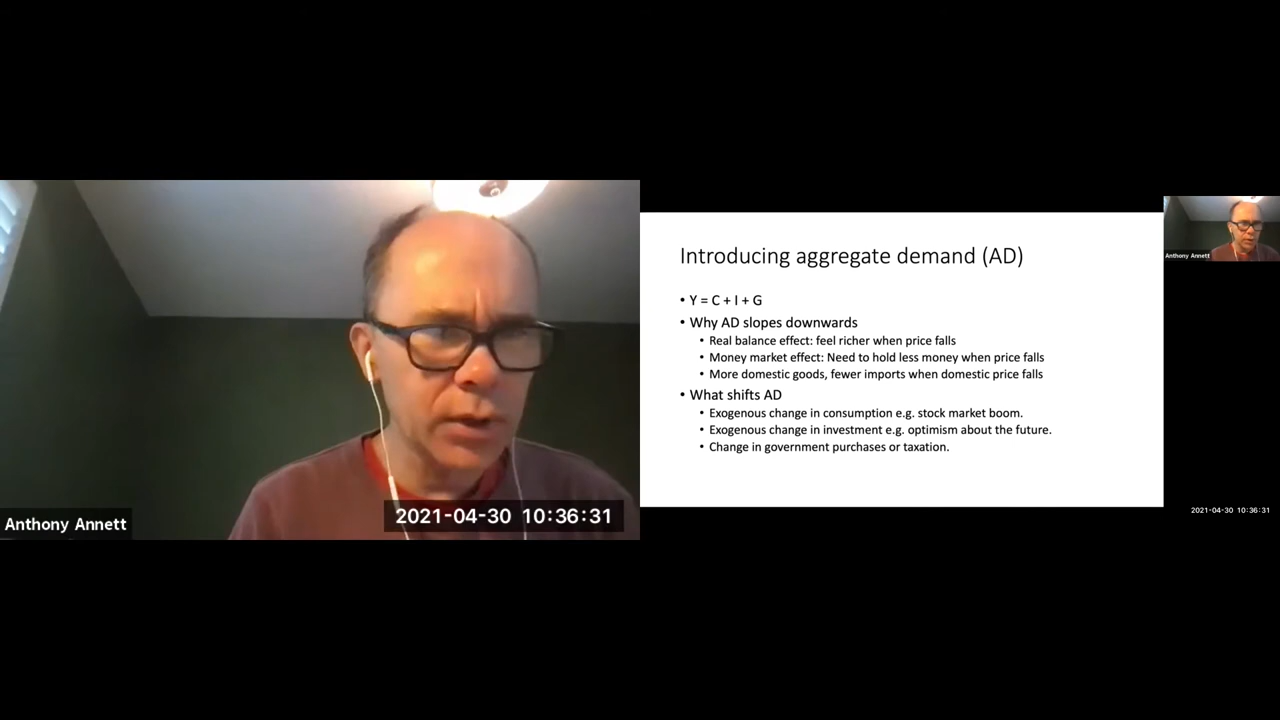 Introducing aggregate demand (AD)
• Y = C + I + G
• Why AD slopes downwards
• Real balance effect: feel richer when price falls
• Money market effect: Need to hold less money when price falls
• More domestic goods, fewer imports when domestic price falls
• What shifts AD
• Exogenous change in consumption e.g. stock market boom.
• Exogenous change in investment e.g. optimism about the future.
• Change in government purchases or taxation.
Anthony Annett
2021-04-30 10:36:31
Anthony Annett
2021-04-30 10:36:31